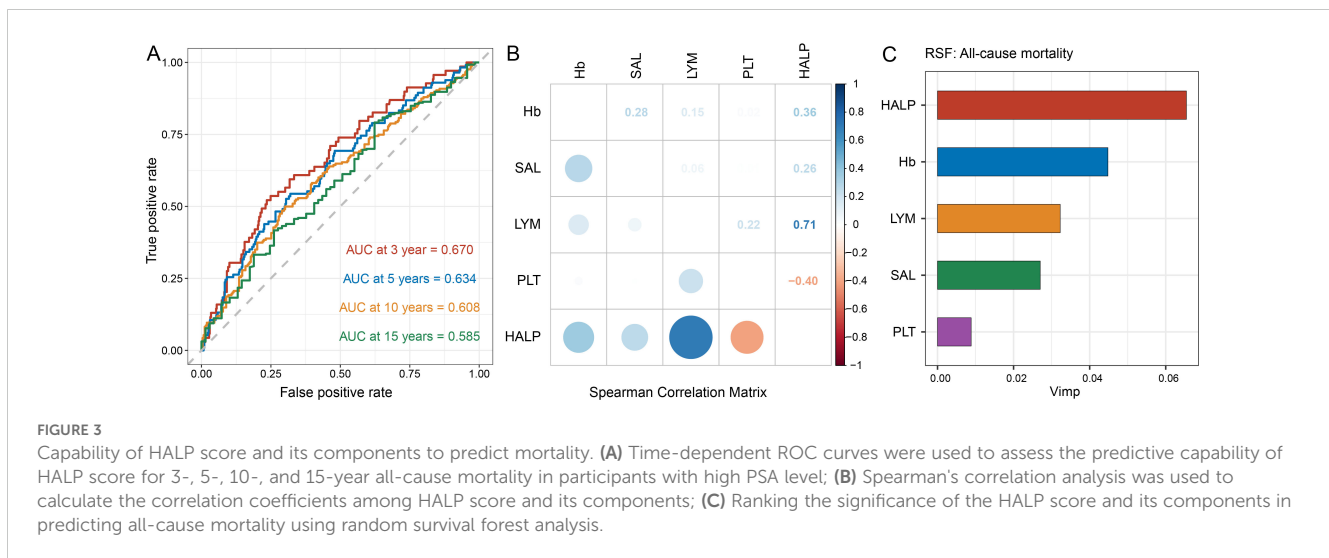 A
1.00
0.75
0.50
0.25
0.00
True positive rate
AUC at 3 year = 0.670
AUC at 5 years = 0.634
AUC at 10 years = 0.608
AUC at 15 years = 0.585
0.00 0.25 0.50 0.75 1.00
False positive rate
B
Hb SAL LYM PLT HALP
Hb 0.28 0.15 0.36
SAL 0.06 0.26
LYM 0.22 0.71
PLT −0.40
HALP
1
0.8
0.6
0.4
0.2
0
−0.2
−0.4
−0.6
−0.8
−1
Spearman Correlation Matrix
C
RSF: All-cause mortality
HALP
Hb
LYM
SAL
PLT
0.00 0.02 0.04 0.06
Vimp
FIGURE 3
Capability of HALP score and its components to predict mortality. (A) Time-dependent ROC curves were used to assess the predictive capability of
HALP score for 3-, 5-, 10-, and 15-year all-cause mortality in participants with high PSA level; (B) Spearman's correlation analysis was used to
calculate the correlation coefficients among HALP score and its components; (C) Ranking the significance of the HALP score and its components in
predicting all-cause mortality using random survival forest analysis.